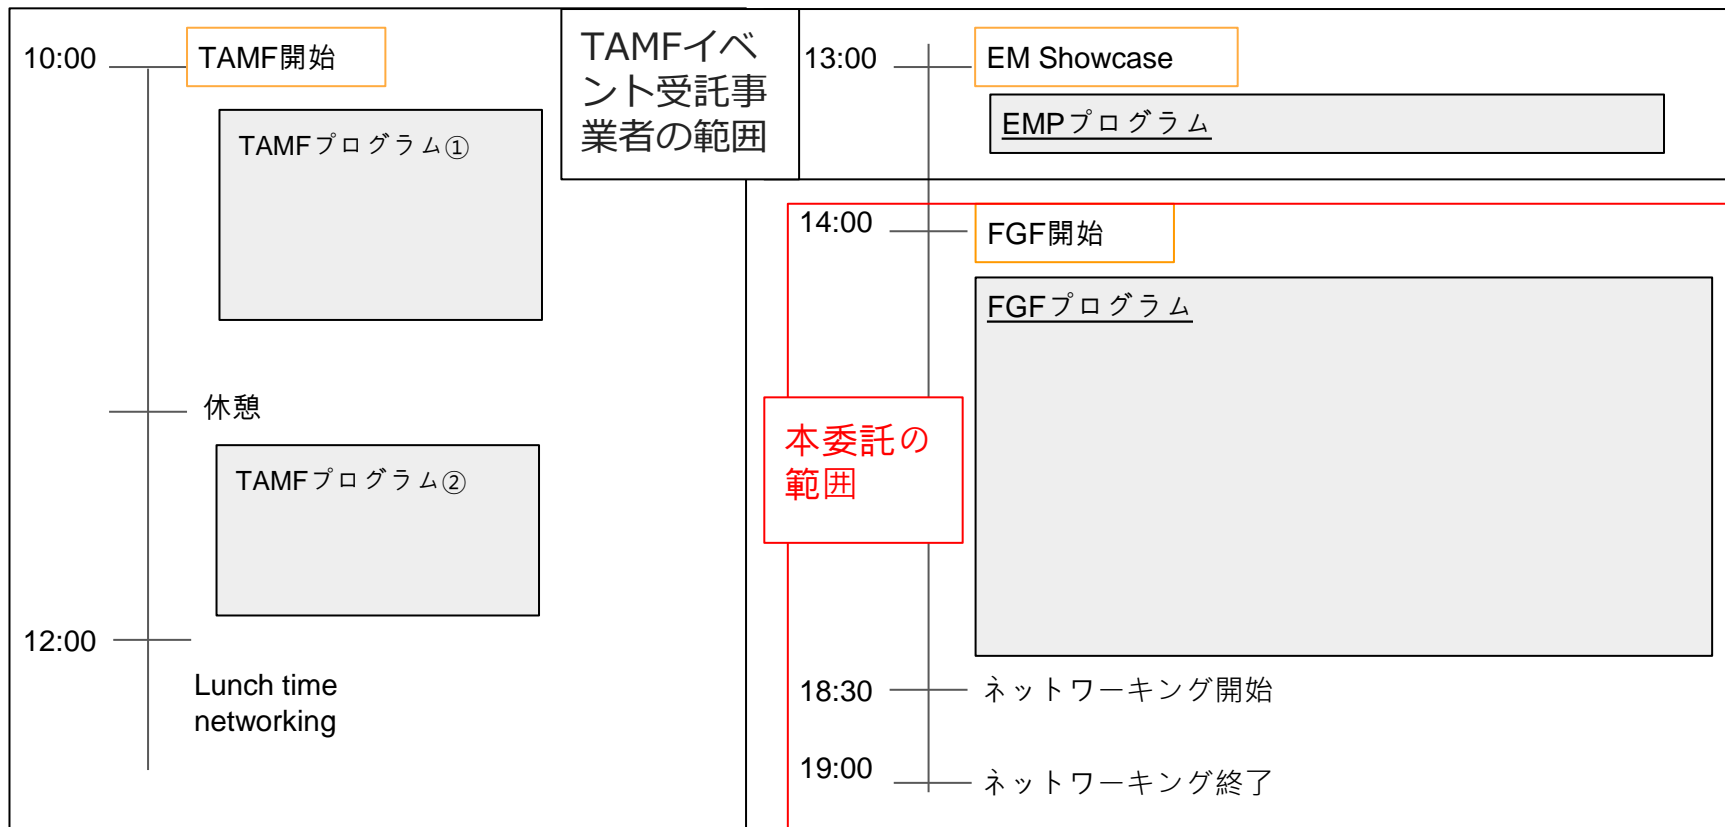 10:00
TAMF開始
TAMFプログラム①
休憩
TAMFプログラム②
12:00
Lunch time
networking
TAMFイベ
ント受託事
業者の範囲
13:00
EM Showcase
EMPプログラム
14:00
FGF開始
FGFプログラム
本委託の
範囲
18:30
ネットワーキング開始
19:00
ネットワーキング終了